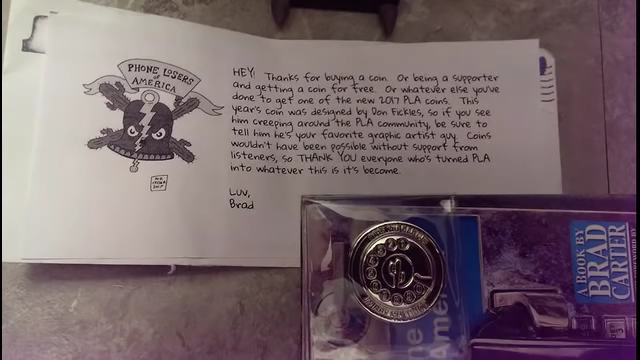 PHONE LOSERS
of
AMERICA
HEY! Thanks for buying a coin. Or being a supporter
and getting a coin for free. Or whatever else you've
done to get one of the new 2017 PLA coins. This
year's coin was designed by Don Fickles, so if you see
him creeping around the PLA community, be sure to
tell him he's your favorite graphic artist guy. Coins
wouldn't have been possible without support from
listeners, so THANK YOU everyone who's turned PLA
into whatever this is it's become.
Luv,
Brad
A BOOK BY
BRAD
CARTER